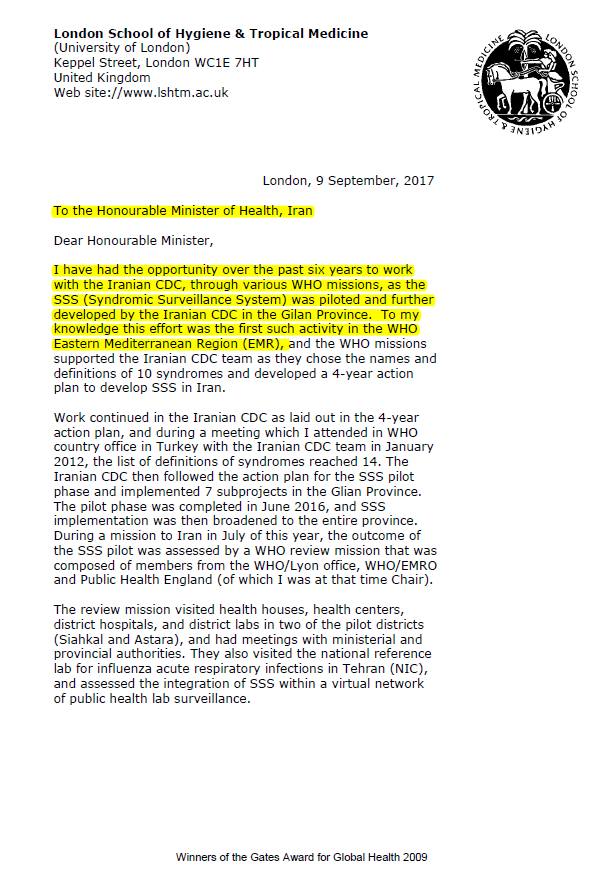 London School of Hygiene & Tropical Medicine
(University of London)
Keppel Street, London WC1E 7HT
United Kingdom
Web site://www.lshtm.ac.uk
LONDON SCHOOL OF HYGIENE & TROPICAL MEDICINE
London, 9 September, 2017
To the Honourable Minister of Health, Iran
Dear Honourable Minister,
I have had the opportunity over the past six years to work
with the Iranian CDC, through various WHO missions, as the
SSS (Syndromic Surveillance System) was piloted and further
developed by the Iranian CDC in the Gilan Province.  To my
knowledge this effort was the first such activity in the WHO
Eastern Mediterranean Region (EMR), and the WHO missions
supported the Iranian CDC team as they chose the names and
definitions of 10 syndromes and developed a 4-year action
plan to develop SSS in Iran.
Work continued in the Iranian CDC as laid out in the 4-year
action plan, and during a meeting which I attended in WHO
country office in Turkey with the Iranian CDC team in January
2012, the list of definitions of syndromes reached 14. The
Iranian CDC then followed the action plan for the SSS pilot
phase and implemented 7 subprojects in the Glian Province.
The pilot phase was completed in June 2016, and SSS
implementation was then broadened to the entire province.
During a mission to Iran in July of this year, the outcome of
the SSS pilot was assessed by a WHO review mission that was
composed of members from the WHO/Lyon office, WHO/EMRO
and Public Health England (of which I was at that time Chair).
The review mission visited health houses, health centers,
district hospitals, and district labs in two of the pilot districts
(Siahkal and Astara), and had meetings with ministerial and
provincial authorities. They also visited the national reference
lab for influenza acute respiratory infections in Tehran (NIC),
and assessed the integration of SSS within a virtual network
of public health lab surveillance.
Winners of the Gates Award for Global Health 2009